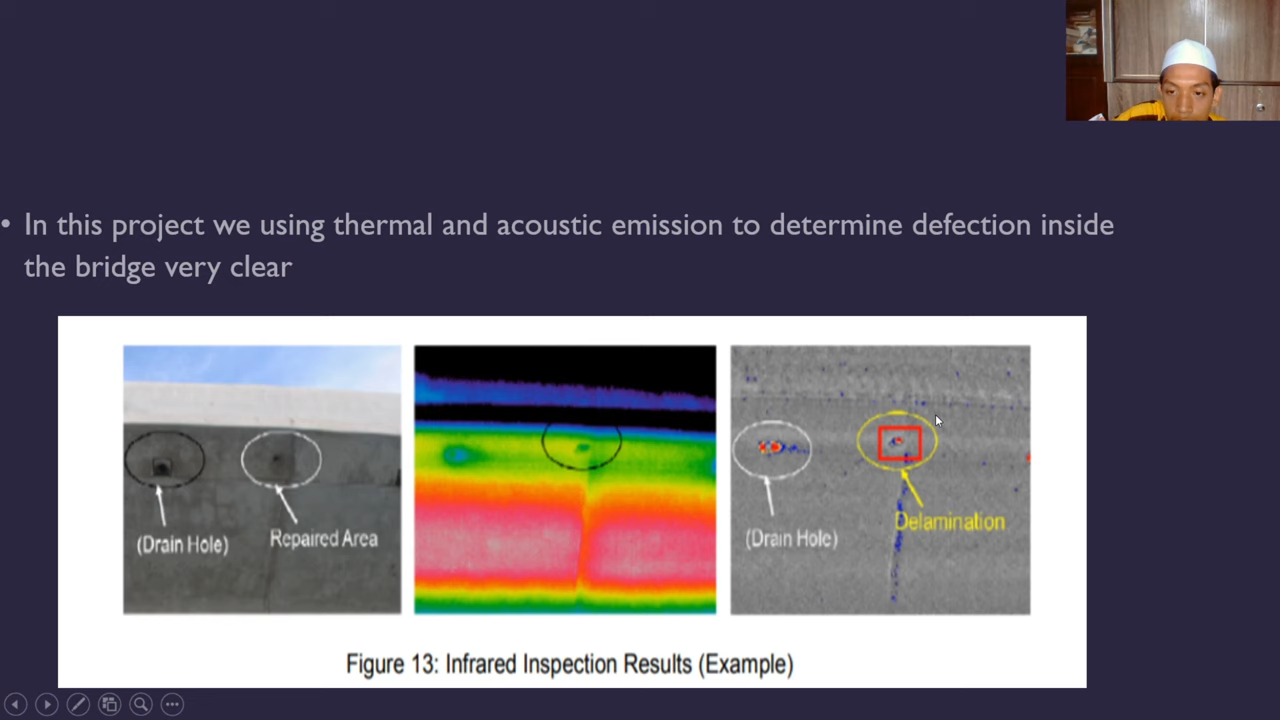 • In this project we using thermal and acoustic emission to determine defection inside
the bridge very clear
(Drain Hole)
Repaired Area
(Drain Hole)
Delamination
Figure 13: Infrared Inspection Results (Example)